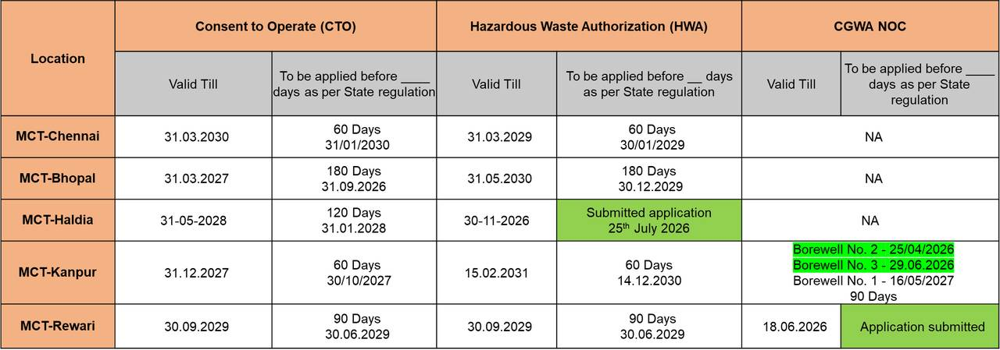 Location
Consent to Operate (CTO)
Hazardous Waste Authorization (HWA)
CGWA NOC
Valid Till
To be applied before ____
days as per State regulation
Valid Till
To be applied before __ days
as per State regulation
Valid Till
To be applied before ____
days as per State
regulation
MCT-Chennai
31.03.2030
60 Days
31/01/2030
31.03.2029
60 Days
30/01/2029
NA
MCT-Bhopal
31.03.2027
180 Days
31.09.2026
31.05.2030
180 Days
30.12.2029
NA
MCT-Haldia
31-05-2028
120 Days
31.01.2028
30-11-2026
Submitted application
25th July 2026
NA
MCT-Kanpur
31.12.2027
60 Days
30/10/2027
15.02.2031
60 Days
14.12.2030
Borewell No. 2 - 25/04/2026
Borewell No. 3 - 29.06.2026
Borewell No. 1 - 16/05/2027
90 Days
MCT-Rewari
30.09.2029
90 Days
30.06.2029
30.09.2029
90 Days
30.06.2029
18.06.2026
Application submitted